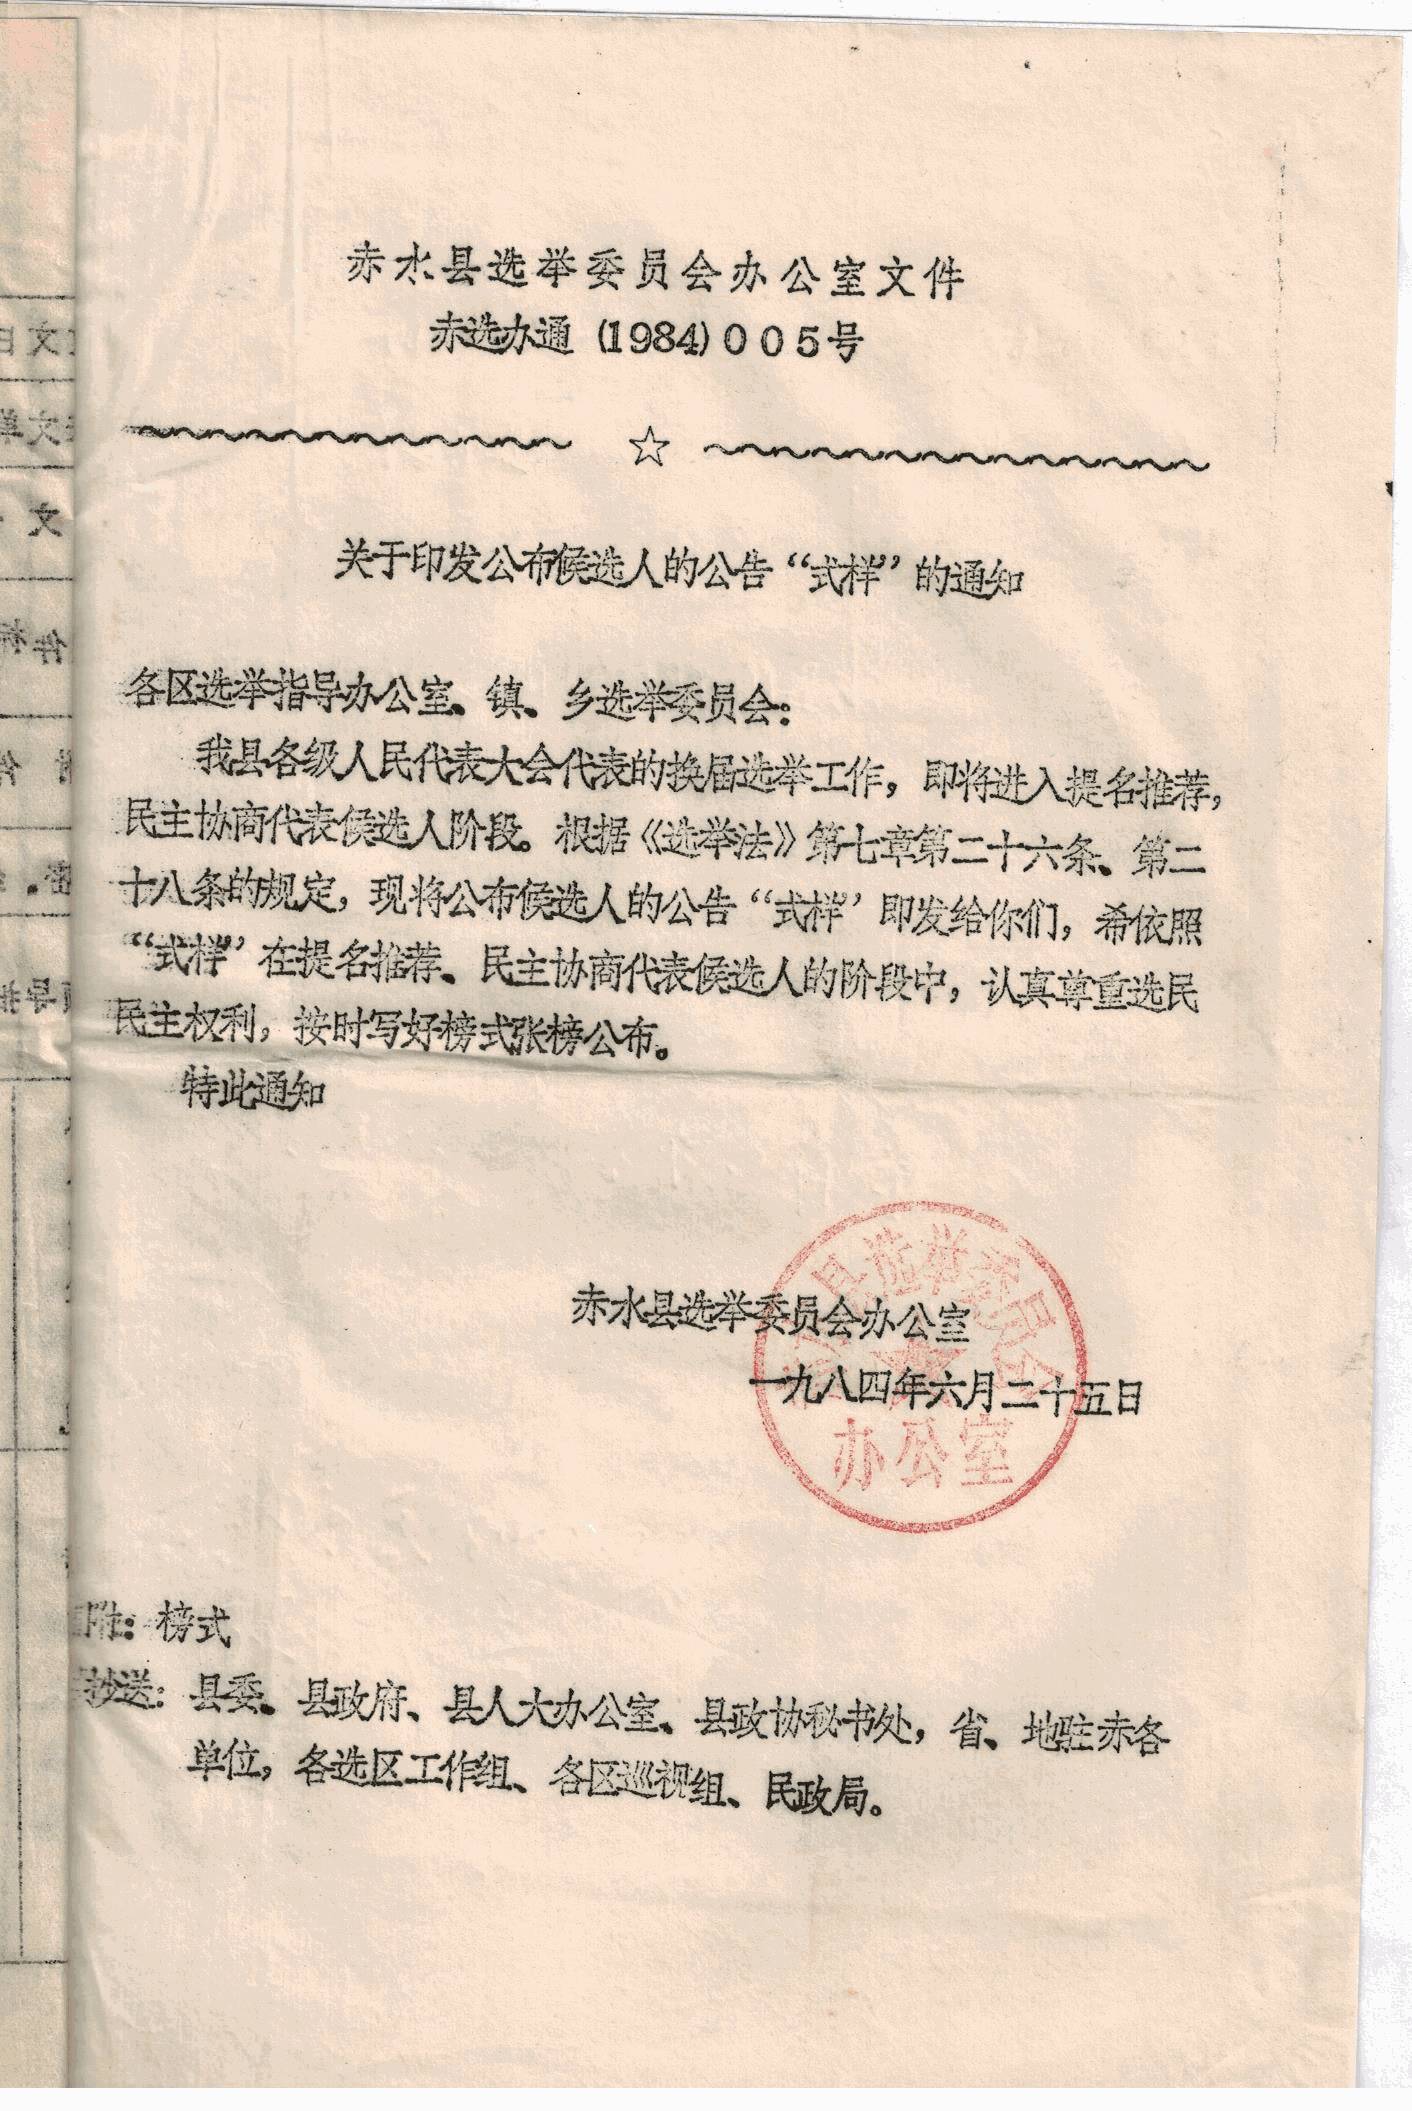 赤水县选举委员会办公室文件
赤选办通(1984)005号
☆
关于印发公布候选人的公告“式样”的通知
各区选举指导办公室、镇、乡选举委员会:
我县各级人民代表大会代表的换届选举工作，即将进入提名推荐，
民主协商代表候选人阶段。根据《选举法》第七章第二十六条、第二
十八条的规定，现将公布候选人的公告“式样”即发给你们，希依照
“式样”在提名推荐、民主协商代表候选人的阶段中，认真尊重选民
民主权利，按时写好榜式张榜公布。
特此通知
赤水县选举委员会办公室
一九八四年六月二十五日
县选举委员会
办公室
附：榜式
抄送：县委、县政府、县人大办公室、县政协秘书处，省、地驻赤各
单位，各选区工作组、各区巡视组、民政局。